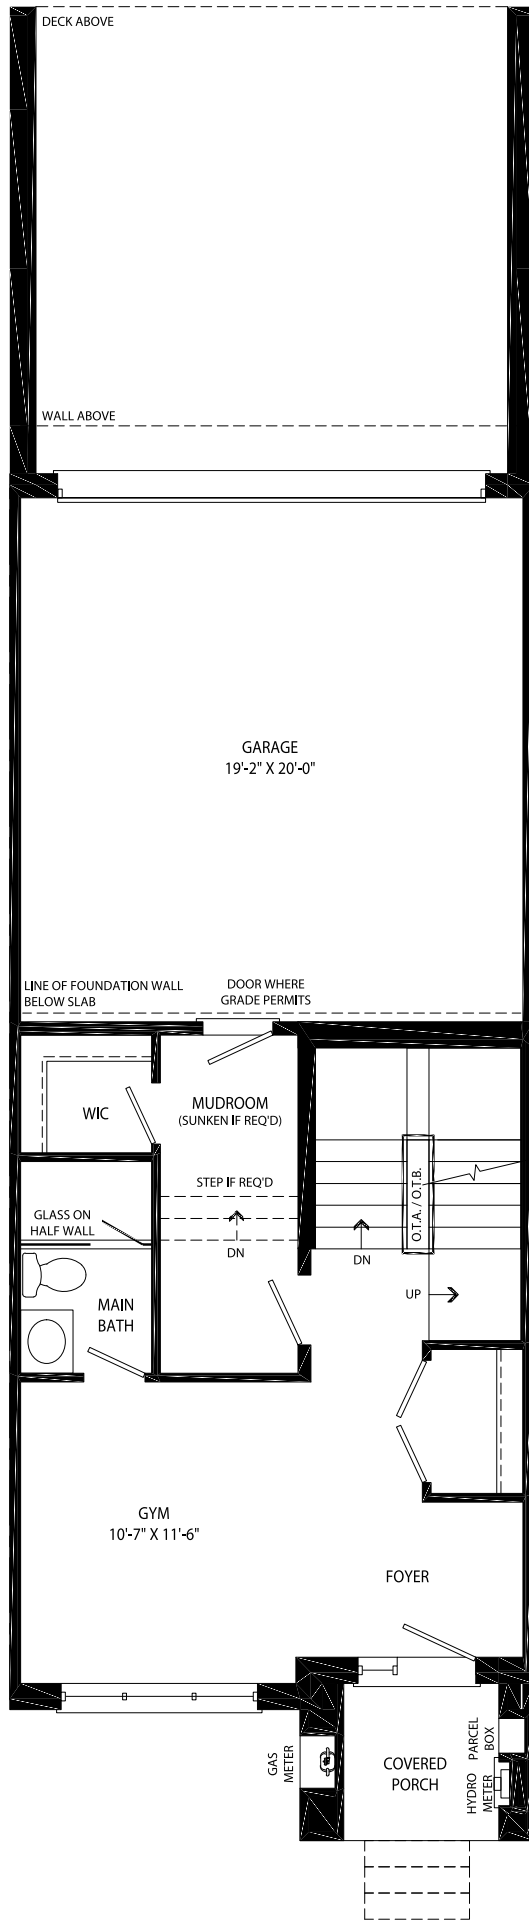 DECK ABOVE
WALL ABOVE
GARAGE
19'-2" X 20'-0"
LINE OF FOUNDATION WALL
BELOW SLAB
DOOR WHERE
GRADE PERMITS
WIC
MUDROOM
(SUNKEN IF REQ'D)
STEP IF REQ'D
DN
GLASS ON
HALF WALL
O.T.A. / O.T.B.
DN
UP
MAIN
BATH
GYM
10'-7" X 11'-6"
FOYER
GAS
METER
COVERED
PORCH
PARCEL
BOX
HYDRO
METER